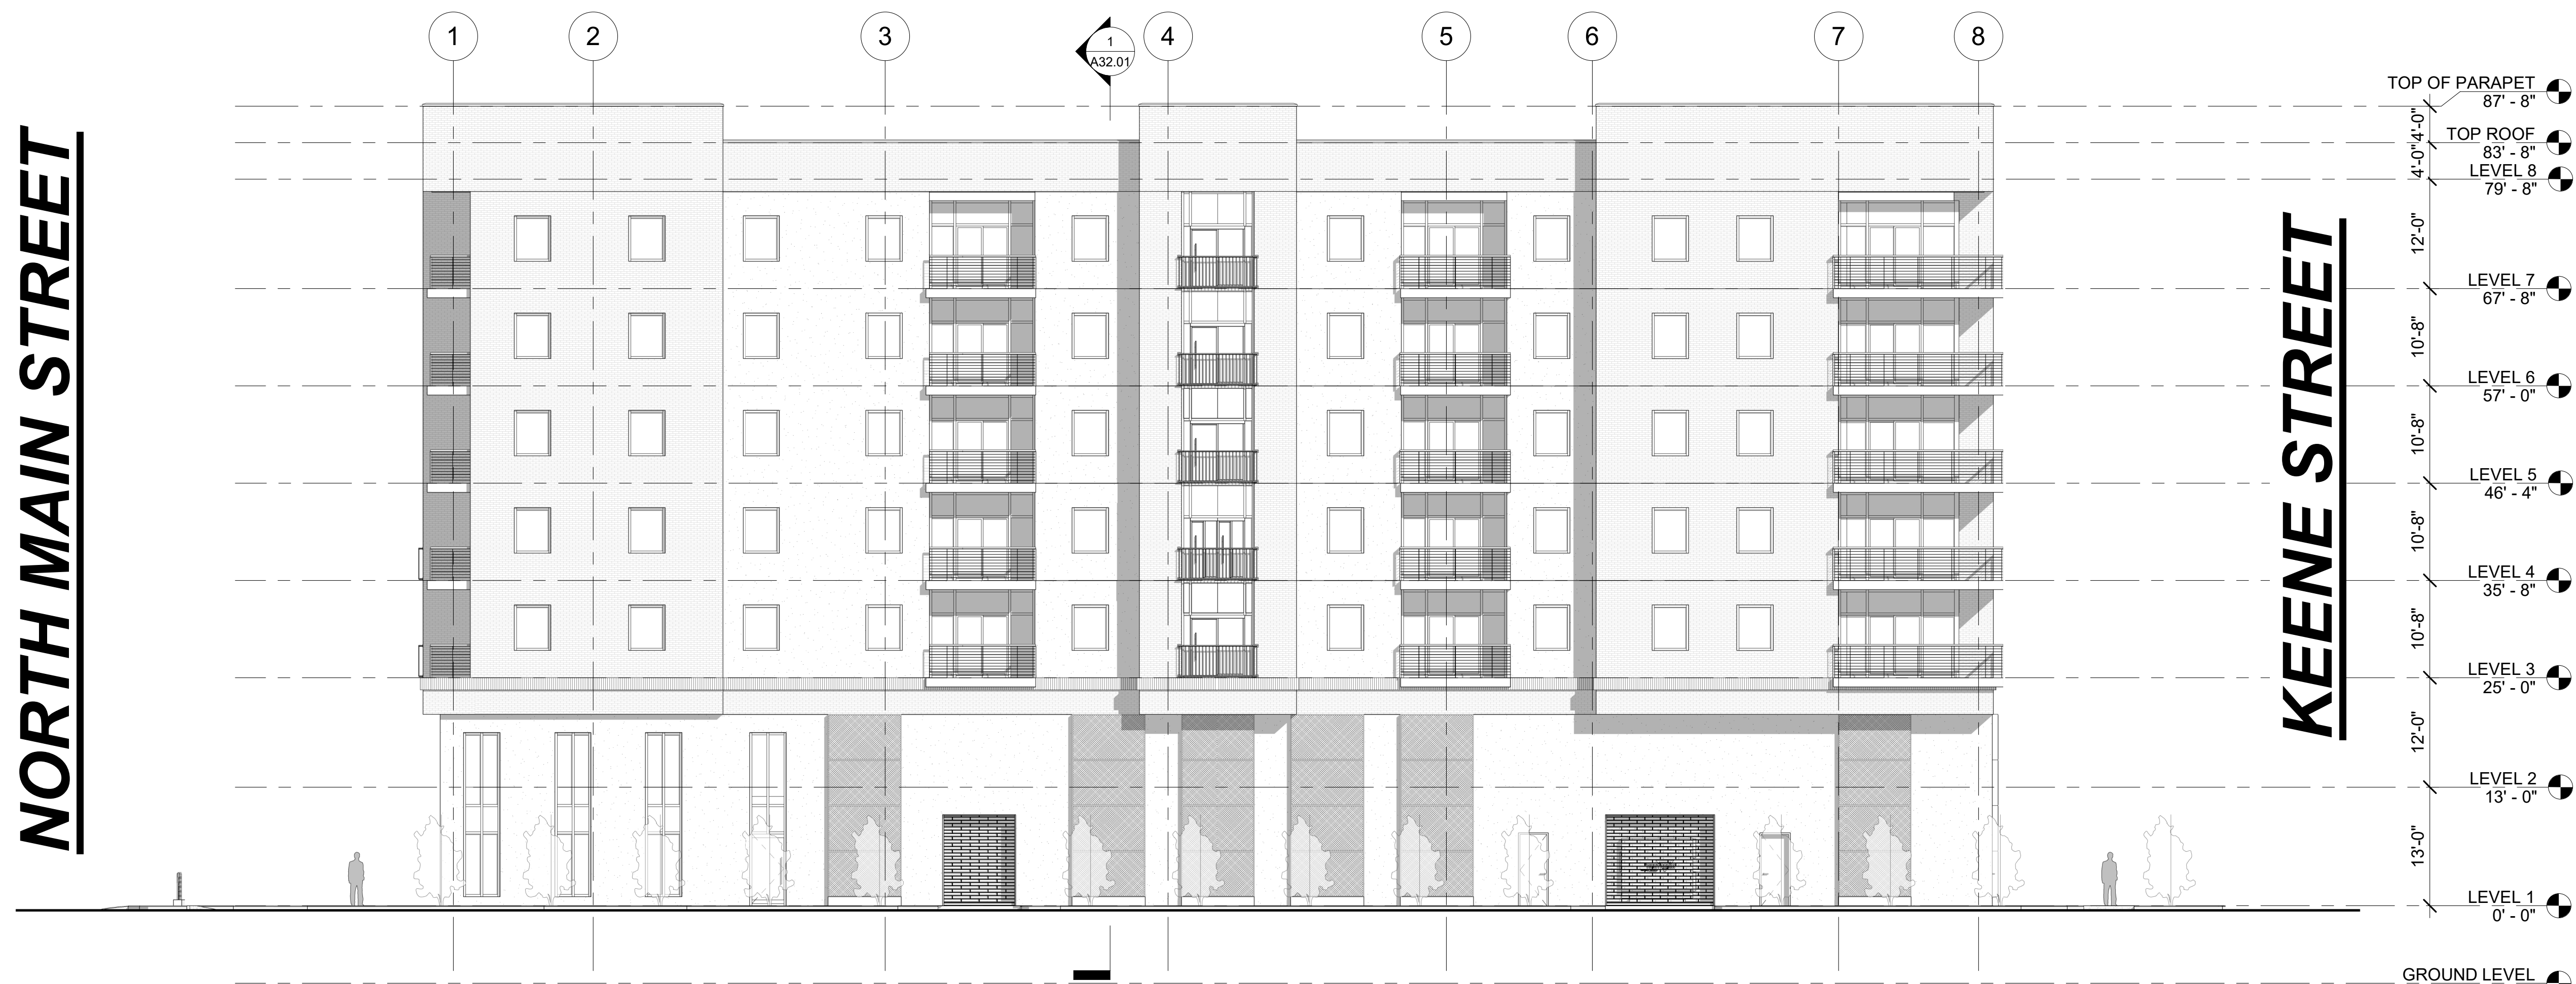 NORTH MAIN STREET
1
2
3
1
A32.01
4
5
6
7
8
KEENE STREET
TOP OF PARAPET
87' - 8"
4'-0"
TOP ROOF
83' - 8"
4'-0"
LEVEL 8
79' - 8"
12'-0"
LEVEL 7
67' - 8"
10'-8"
LEVEL 6
57' - 0"
10'-8"
LEVEL 5
46' - 4"
10'-8"
LEVEL 4
35' - 8"
10'-8"
LEVEL 3
25' - 0"
12'-0"
LEVEL 2
13' - 0"
13'-0"
LEVEL 1
0' - 0"
GROUND LEVEL